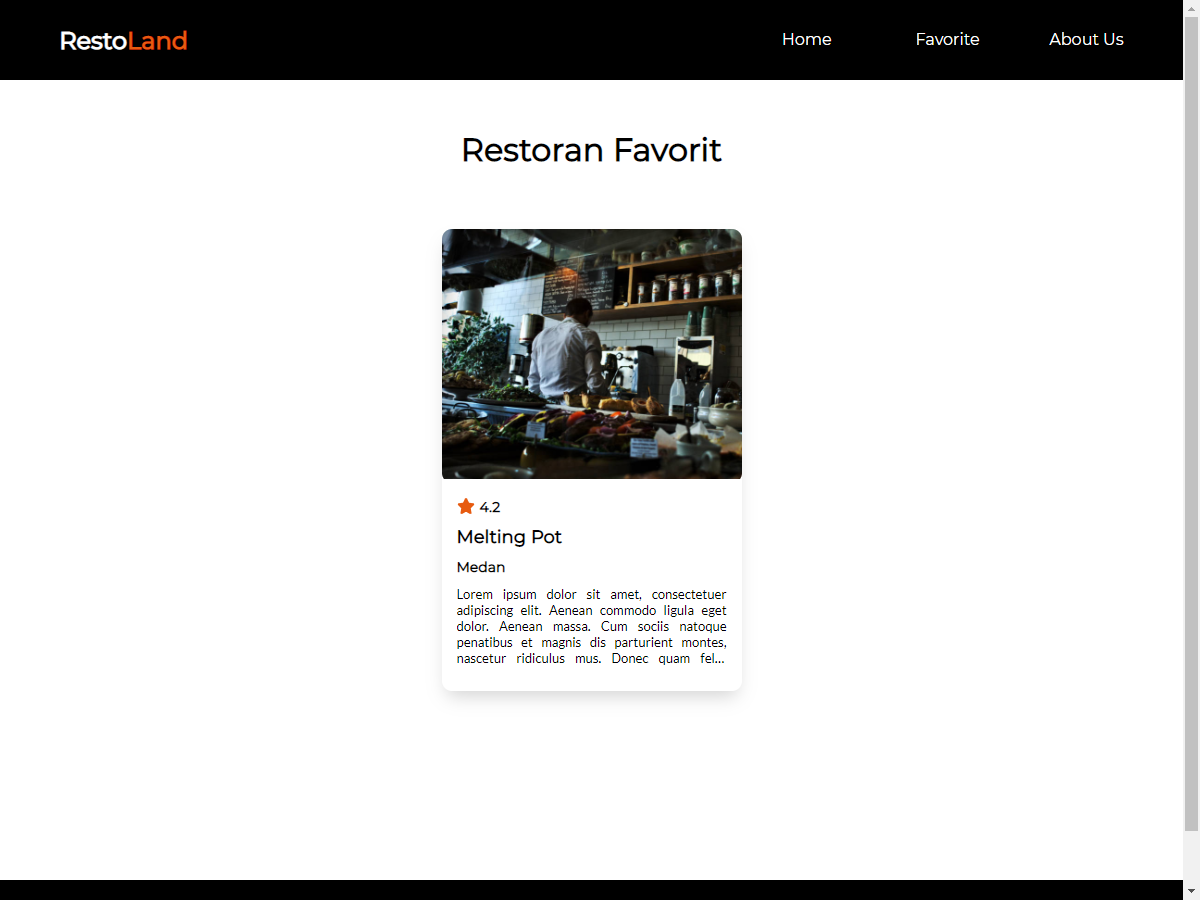 RestoLand
Home
Favorite
About Us
Restoran Favorit
4.2
Melting Pot
Medan
Lorem ipsum dolor sit amet, consectetuer
adipiscing elit. Aenean commodo ligula eget
dolor. Aenean massa. Cum sociis natoque
penatibus et magnis dis parturient montes,
nascetur ridiculus mus. Donec quam fel...